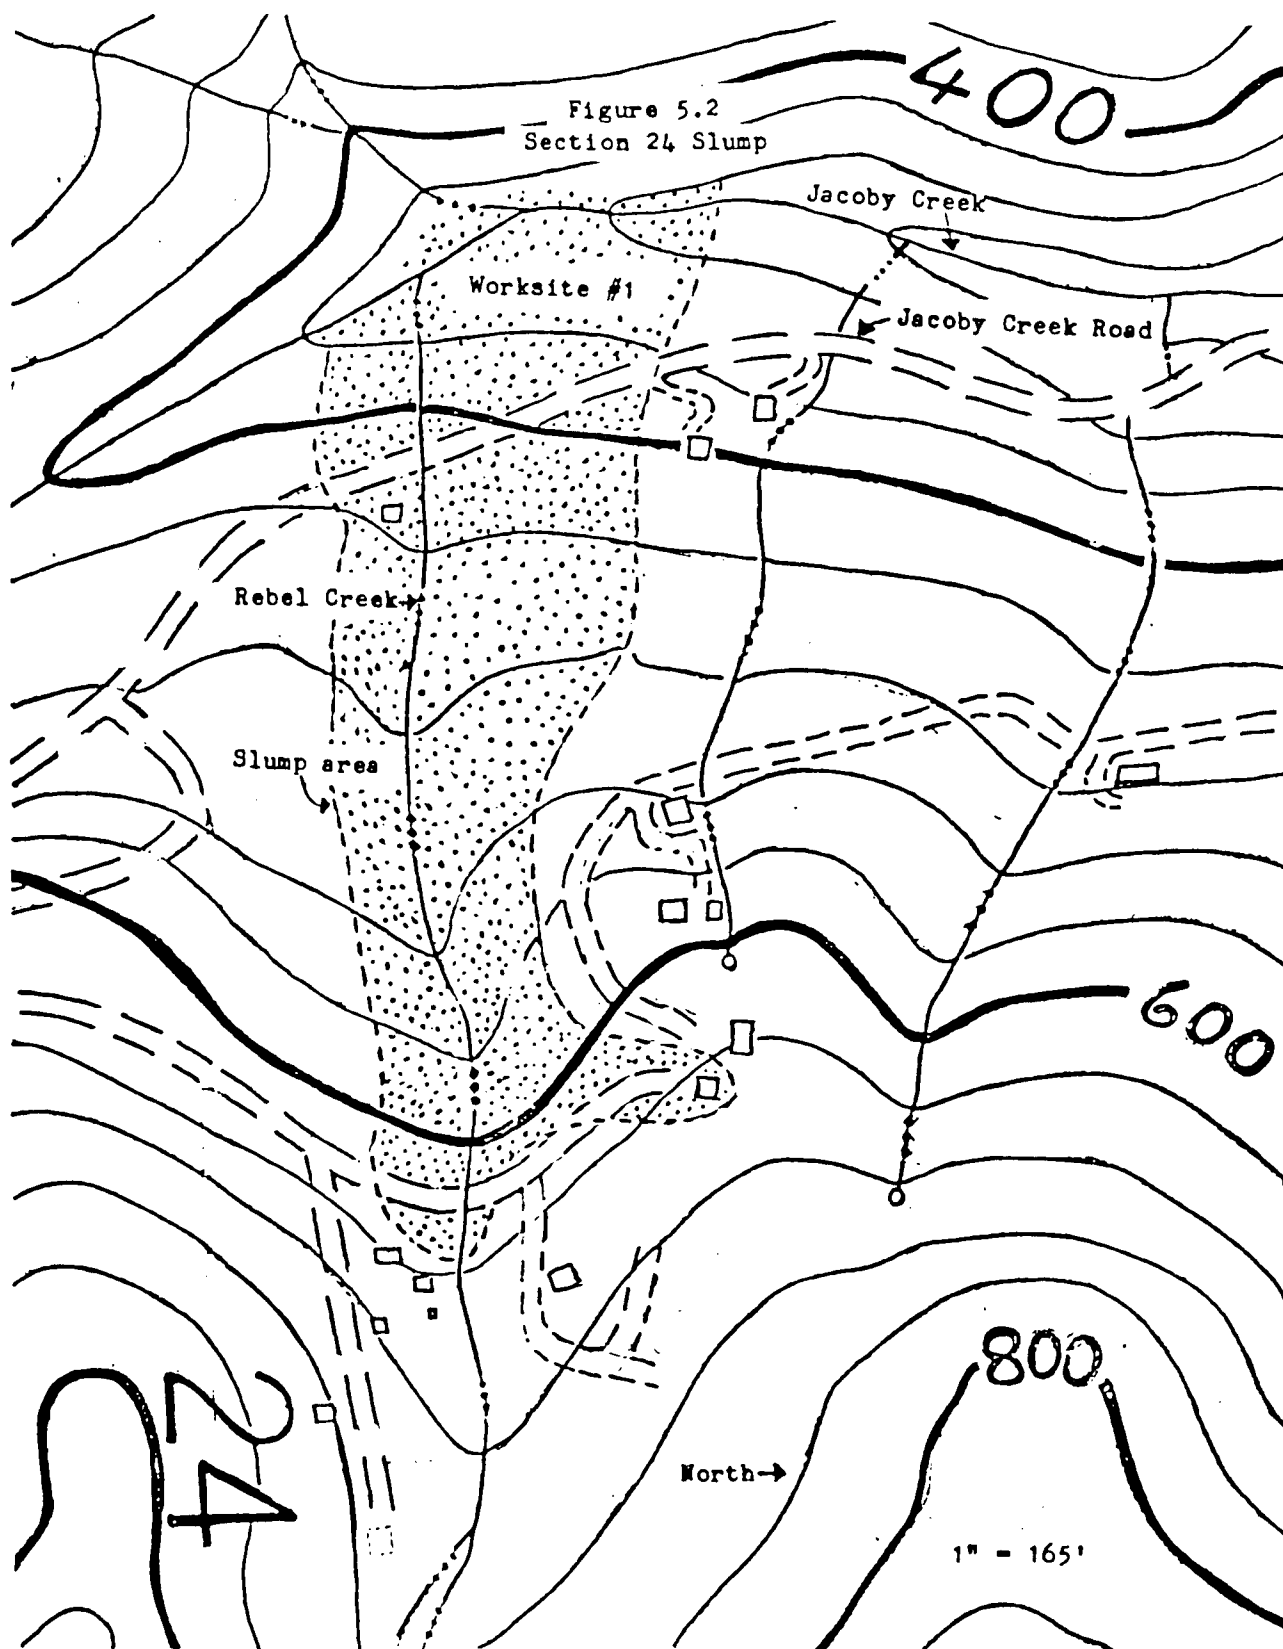 400
Figure 5.2
Section 24 Slump
Jacoby Creek
Worksite #1
Jacoby Creek Road
Rebel Creek
Slump area
600
800
24
North
1" = 165'